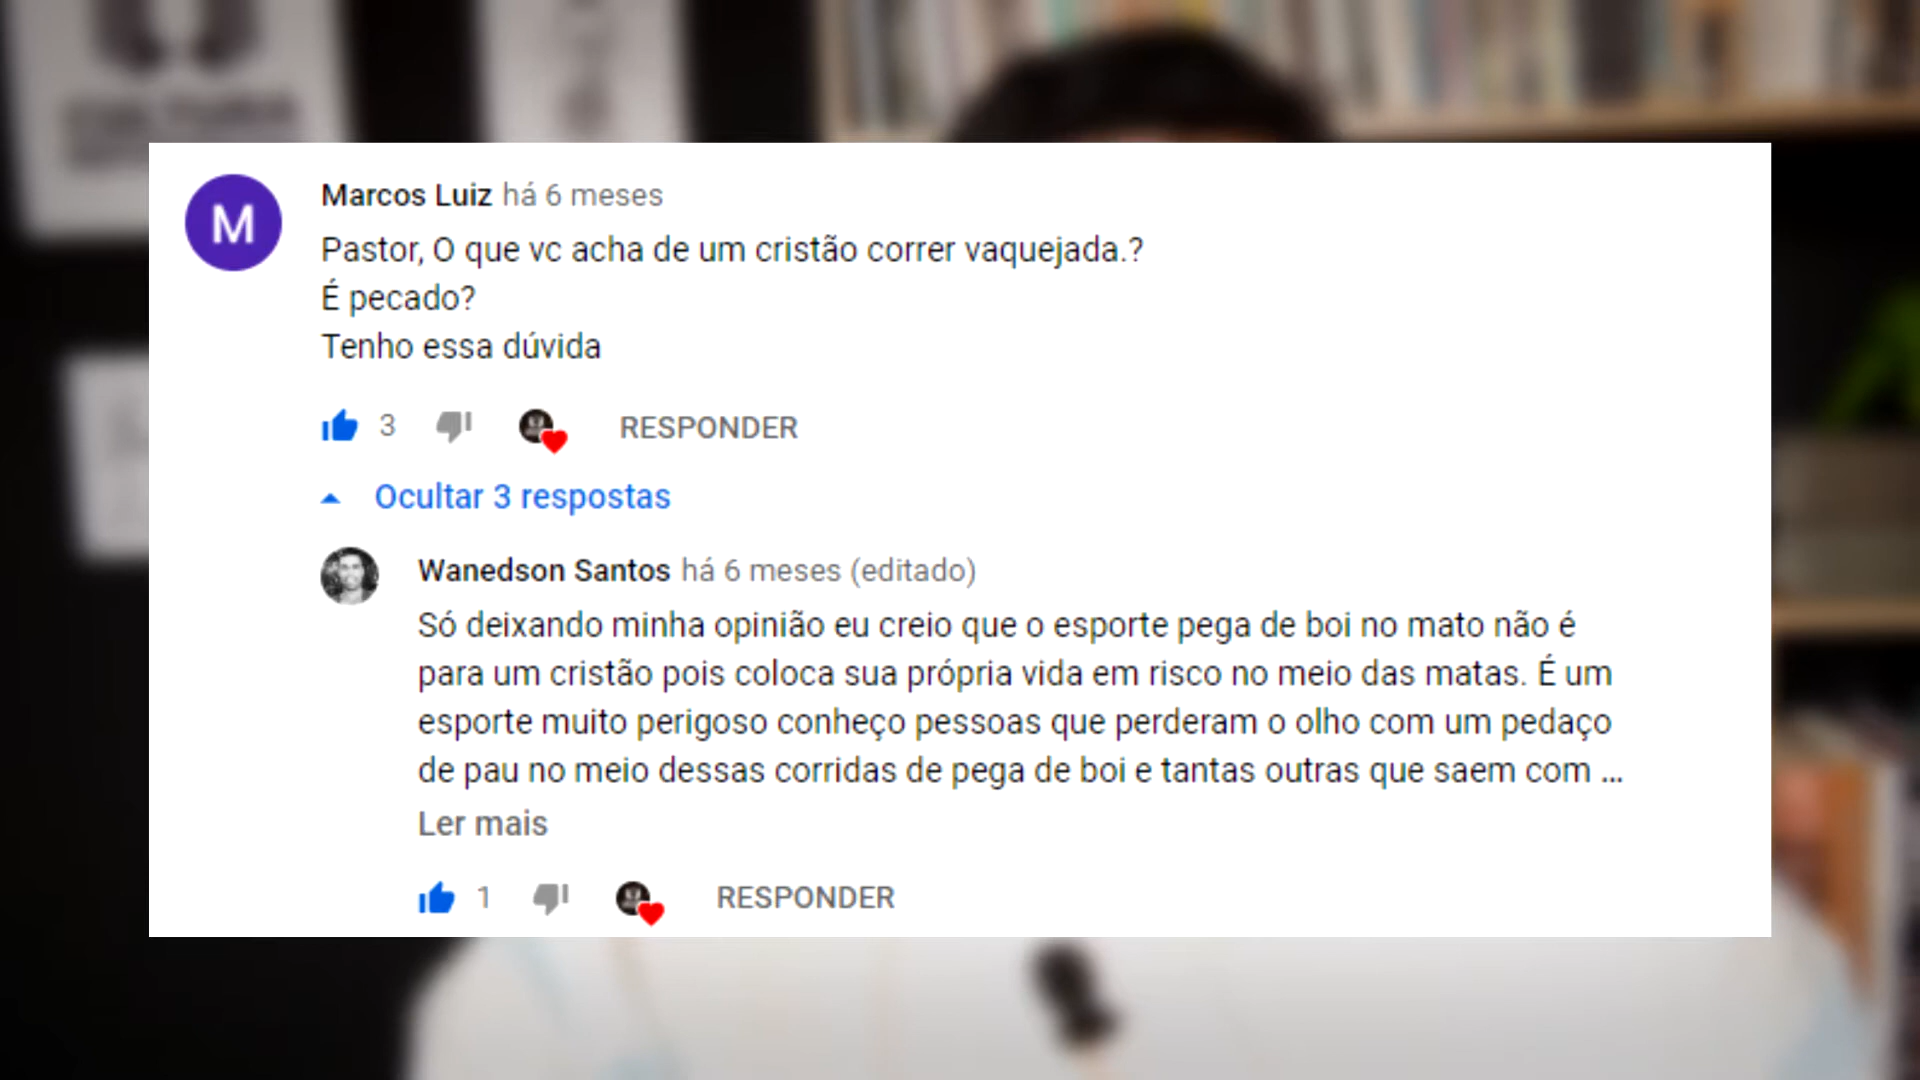 M
Marcos Luiz há 6 meses
Pastor, O que vc acha de um cristão correr vaquejada.?
É pecado?
Tenho essa dúvida
3 RESPONDER
Ocultar 3 respostas
Wanedson Santos há 6 meses (editado)
Só deixando minha opinião eu creio que o esporte pega de boi no mato não é
para um cristão pois coloca sua própria vida em risco no meio das matas. É um
esporte muito perigoso conheço pessoas que perderam o olho com um pedaço
de pau no meio dessas corridas de pega de boi e tantas outras que saem com ...
Ler mais
1 RESPONDER